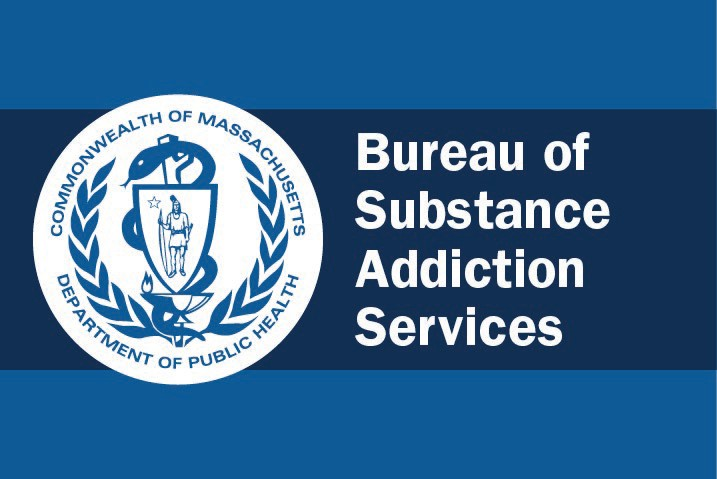 COMMONWEALTH OF MASSACHUSETTS
DEPARTMENT OF PUBLIC HEALTH
Bureau of
Substance
Addiction
Services